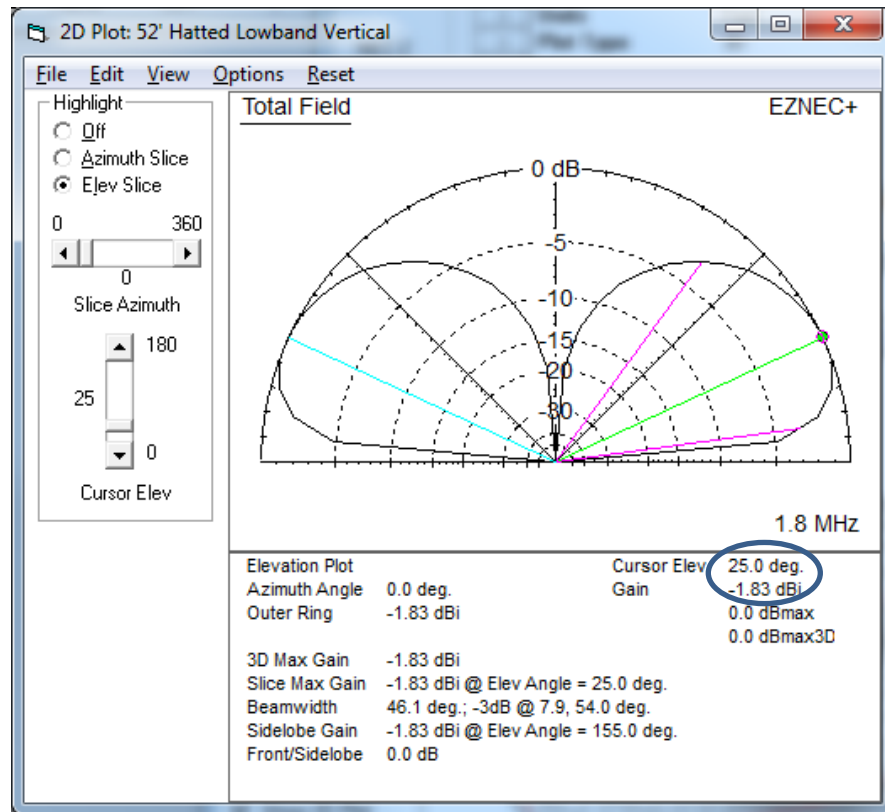 2D Plot: 52' Hatted Lowband Vertical
File Edit View Options Reset
Highlight
Off
Azimuth Slice
Elev Slice
0 360
0
Slice Azimuth
180
25
0
Cursor Elev
Total Field EZNEC+
0 dB
-5
-10
-15
-20
-30
1.8 MHz
Elevation Plot Cursor Elev 25.0 deg.
Azimuth Angle 0.0 deg. Gain -1.83 dBi
Outer Ring -1.83 dBi 0.0 dBmax
0.0 dBmax3D
3D Max Gain -1.83 dBi
Slice Max Gain -1.83 dBi @ Elev Angle = 25.0 deg.
Beamwidth 46.1 deg.; -3dB @ 7.9, 54.0 deg.
Sidelobe Gain -1.83 dBi @ Elev Angle = 155.0 deg.
Front/Sidelobe 0.0 dB